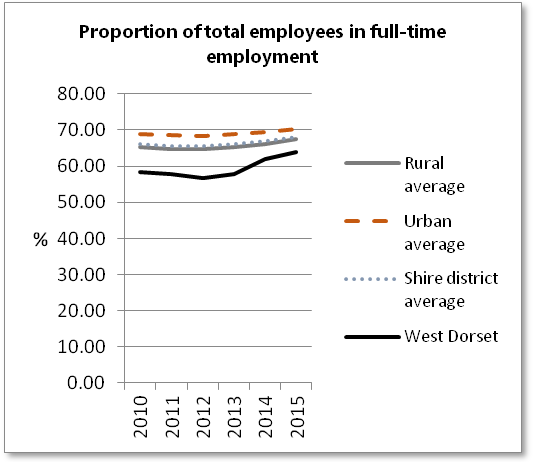 Proportion of total employees in full-time
employment
80.00
70.00
60.00
50.00
40.00
30.00
20.00
10.00
0.00
%
2010
2011
2012
2013
2014
2015
Rural
average
Urban
average
Shire district
average
West Dorset